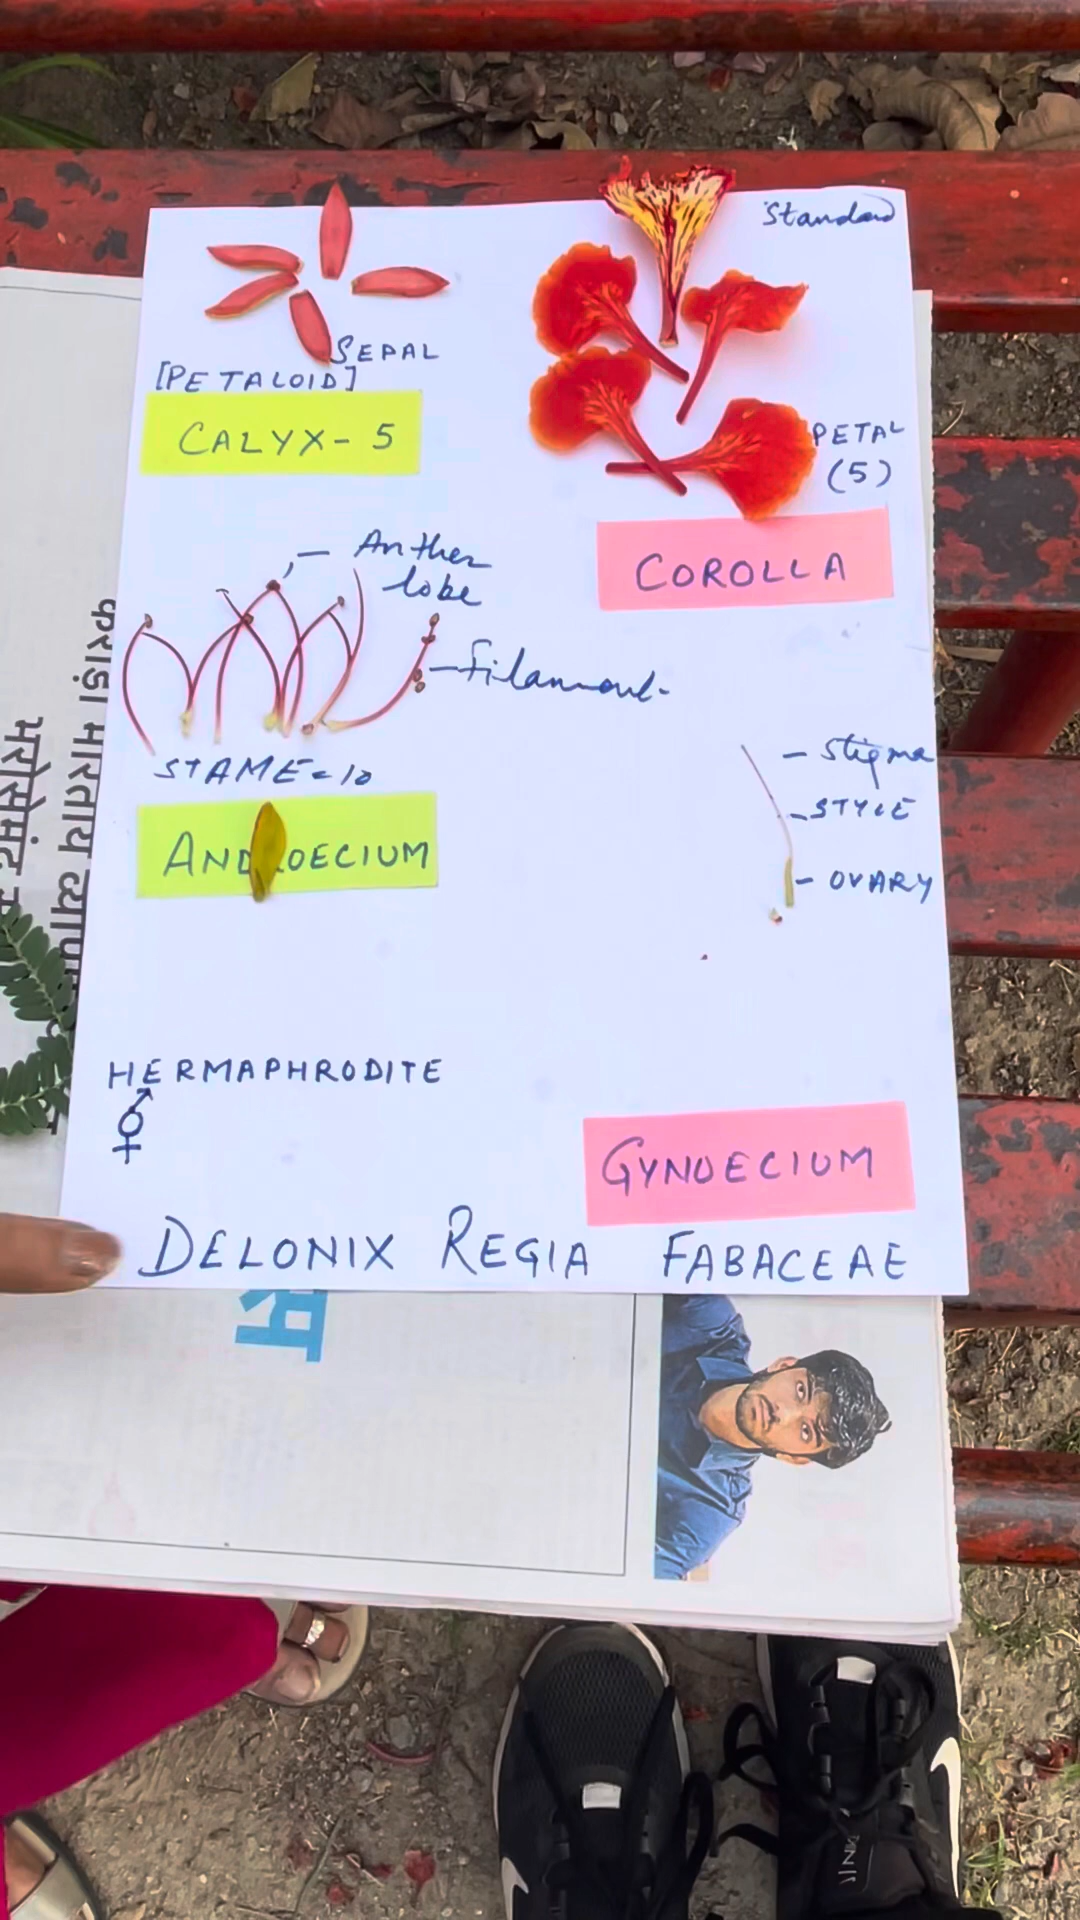 Standard
SEPAL
[PETALOID]
CALYX - 5
PETAL
(5)
COROLLA
Anther
lobe
Filament
STAME = 10
ANDROECIUM
Stigma
STYLE
OVARY
HERMAPHRODITE
⚥
GYNOECIUM
DELONIX REGIA FABACEAE